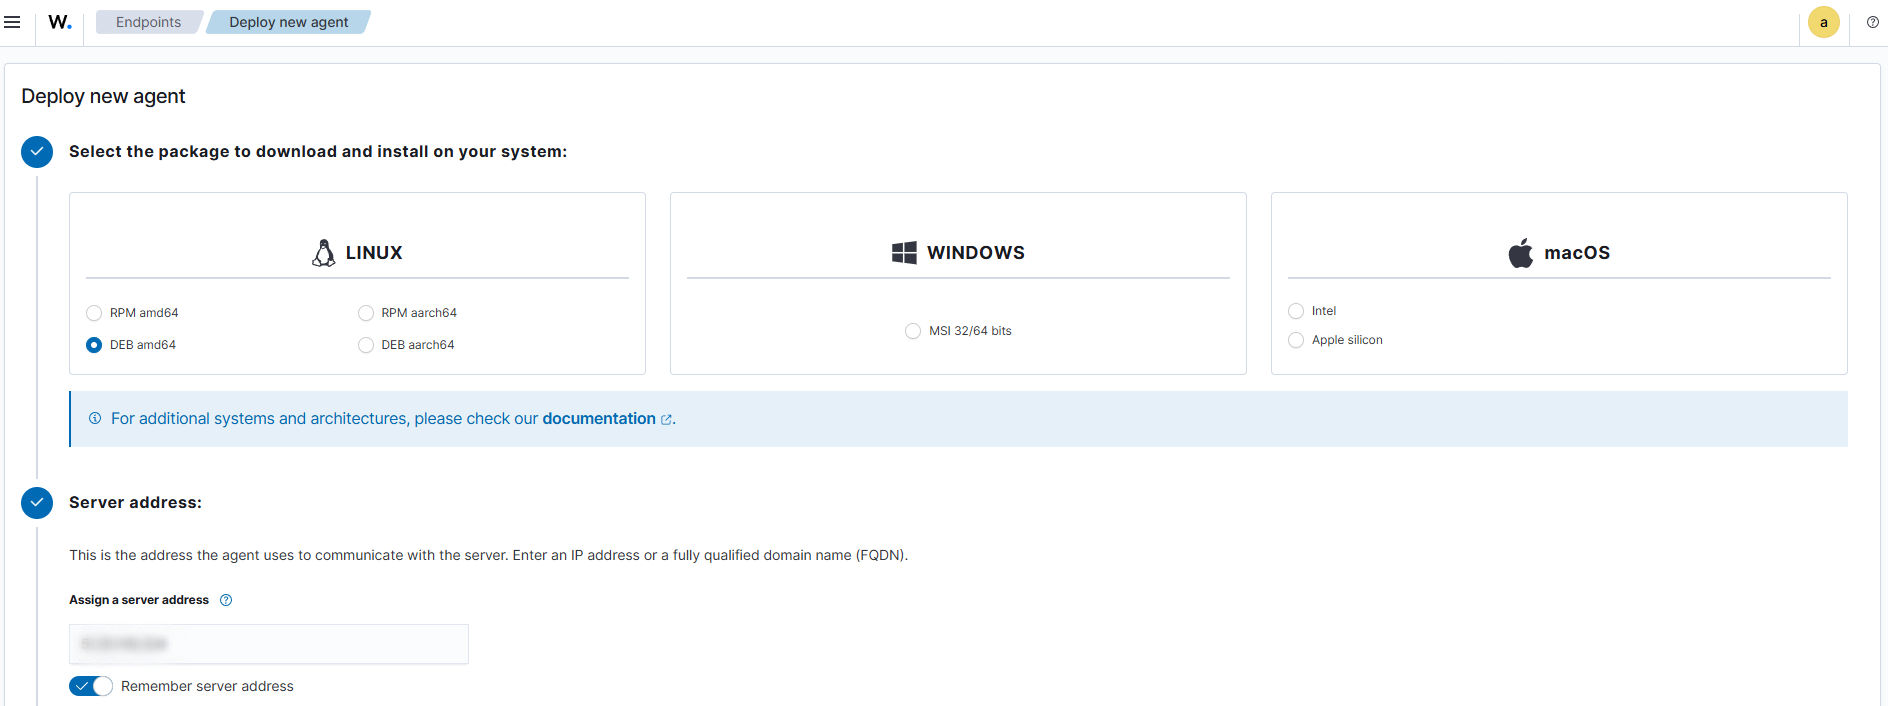 W. Endpoints Deploy new agent a
Deploy new agent
Select the package to download and install on your system:
LINUX
RPM amd64 RPM aarch64
DEB amd64 DEB aarch64
WINDOWS
MSI 32/64 bits
macOS
Intel
Apple silicon
For additional systems and architectures, please check our documentation.
Server address:
This is the address the agent uses to communicate with the server. Enter an IP address or a fully qualified domain name (FQDN).
Assign a server address
Remember server address